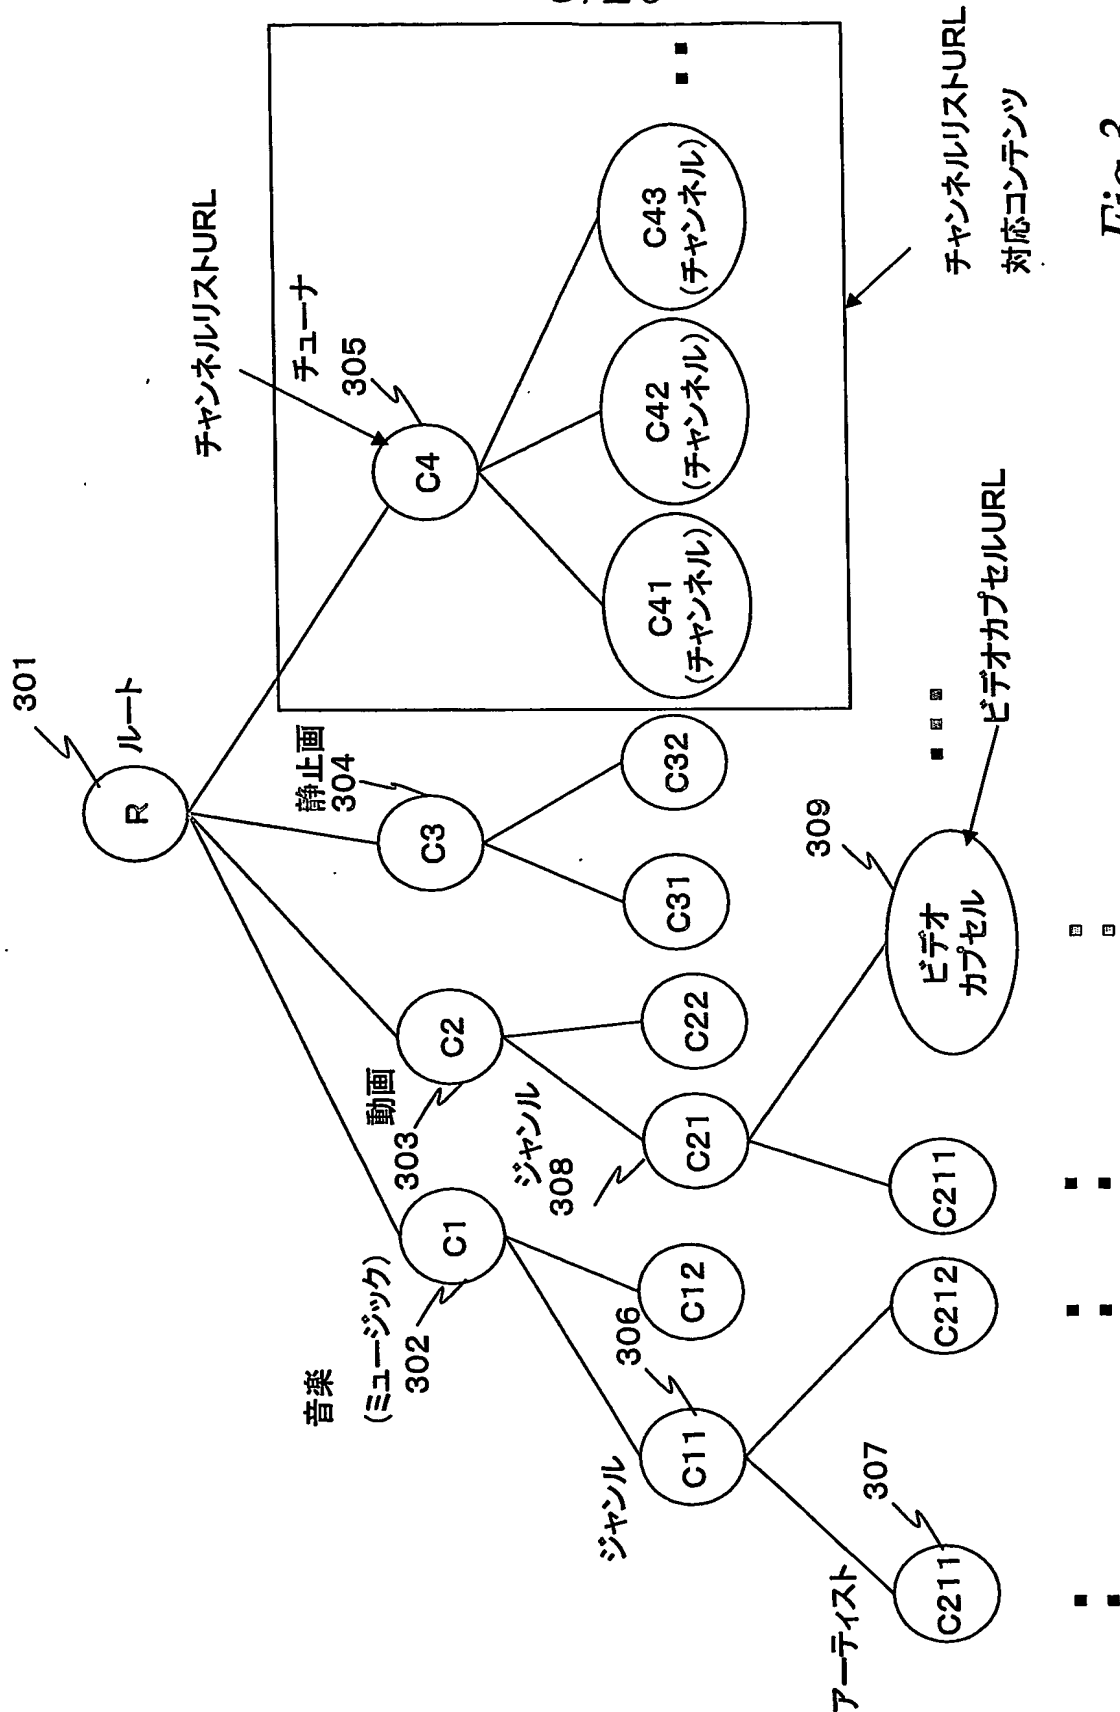 301
R
ルート
チャンネルリストURL
チューナ
305
C4
静止画
304
C3
動画
303
C2
音楽
(ミュージック)
302
C1
C43
(チャンネル)
C42
(チャンネル)
C41
(チャンネル)
C32
C31
C22
ジャンル
308
C21
C12
306
ジャンル
C11
チャンネルリストURL
対応コンテンツ
ビデオカプセルURL
309
ビデオ
カプセル
C211
C212
307
アーティスト
C211